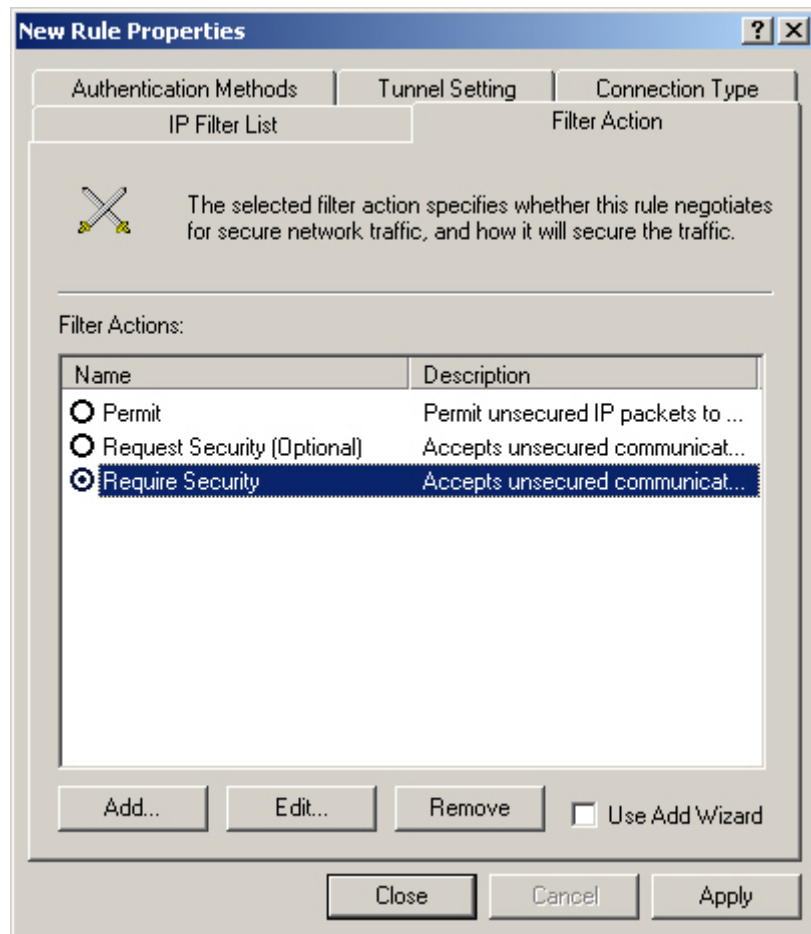 New Rule Properties
Authentication Methods Tunnel Setting Connection Type
IP Filter List Filter Action
The selected filter action specifies whether this rule negotiates
for secure network traffic, and how it will secure the traffic.
Filter Actions:
Name Description
Permit Permit unsecured IP packets to ...
Request Security (Optional) Accepts unsecured communicat...
Require Security Accepts unsecured communicat...
Add... Edit... Remove Use Add Wizard
Close Cancel Apply